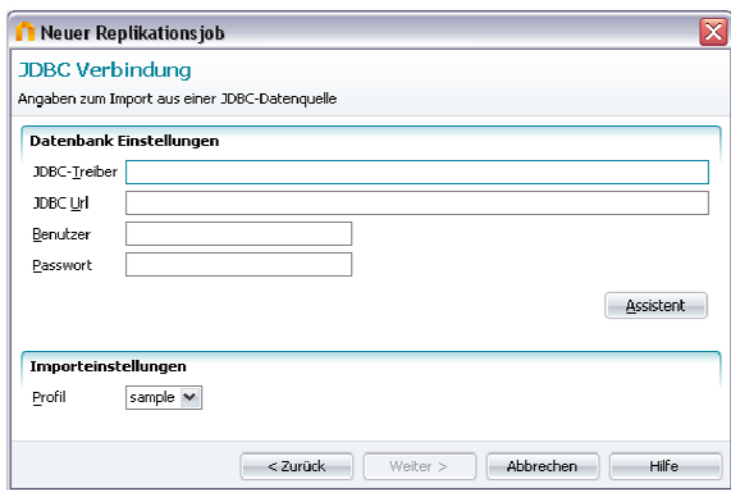 Neuer Replikationsjob
JDBC Verbindung
Angaben zum Import aus einer JDBC-Datenquelle
Datenbank Einstellungen
JDBC-Treiber
JDBC Url
Benutzer
Passwort
Assistent
Importeinstellungen
Profil sample
< Zurück Weiter > Abbrechen Hilfe